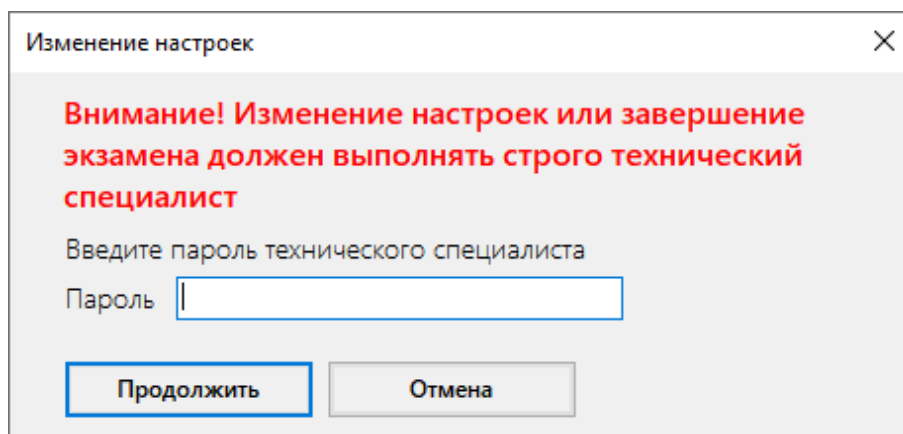 Изменение настроек
Внимание! Изменение настроек или завершение
экзамена должен выполнять строго технический
специалист
Введите пароль технического специалиста
Пароль
Продолжить
Отмена